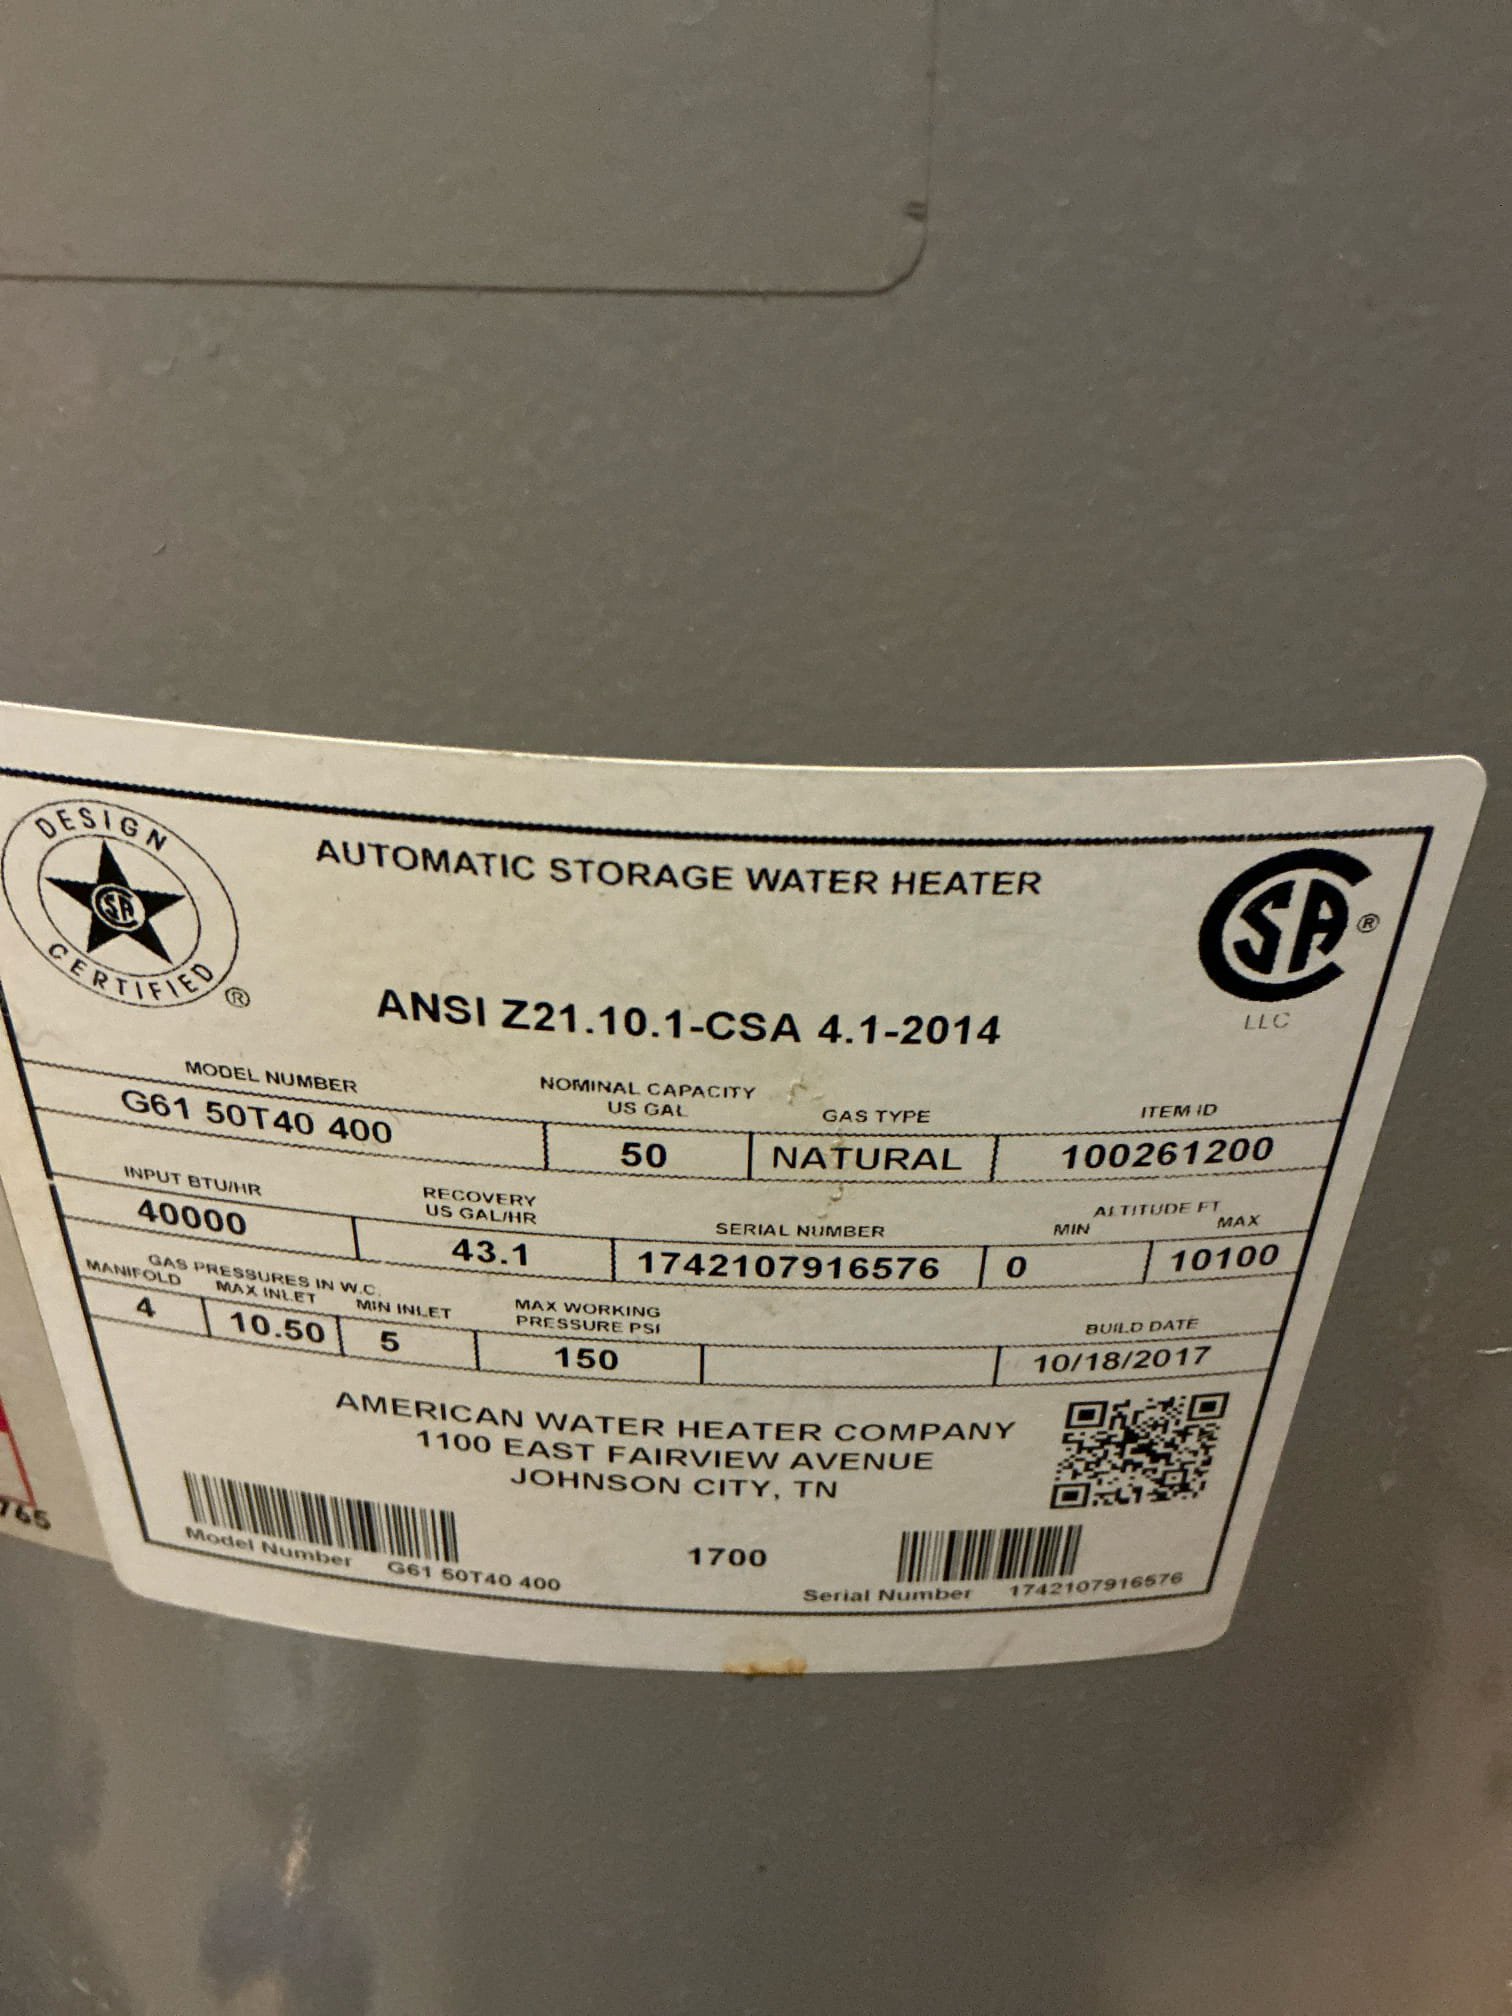 DESIGN
CERTIFIED
®
SA
AUTOMATIC STORAGE WATER HEATER
CSA ®
LLC
ANSI Z21.10.1-CSA 4.1-2014
MODEL NUMBER
G61 50T40 400
NOMINAL CAPACITY
US GAL
50
GAS TYPE
NATURAL
ITEM ID
100261200
INPUT BTU/HR
40000
RECOVERY
US GAL/HR
43.1
SERIAL NUMBER
1742107916576
ALTITUDE FT
MIN MAX
0 10100
GAS PRESSURES IN W.C.
MANIFOLD MAX INLET MIN INLET
4 10.50 5
MAX WORKING
PRESSURE PSI
150
BUILD DATE
10/18/2017
AMERICAN WATER HEATER COMPANY
1100 EAST FAIRVIEW AVENUE
JOHNSON CITY, TN
Model Number G61 50T40 400
1700
Serial Number 1742107916576
765